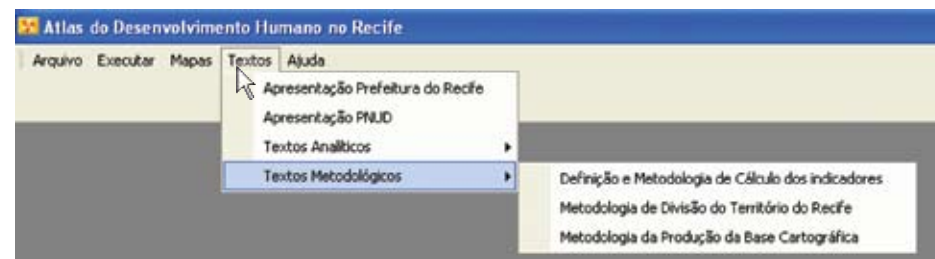 Atlas do Desenvolvimento Humano no Recife
Arquivo Executar Mapas Textos Ajuda
Apresentação Prefeitura do Recife
Apresentação PNUD
Textos Analíticos
Textos Metodológicos
Definição e Metodologia de Cálculo dos indicadores
Metodologia de Divisão do Território do Recife
Metodologia da Produção da Base Cartográfica